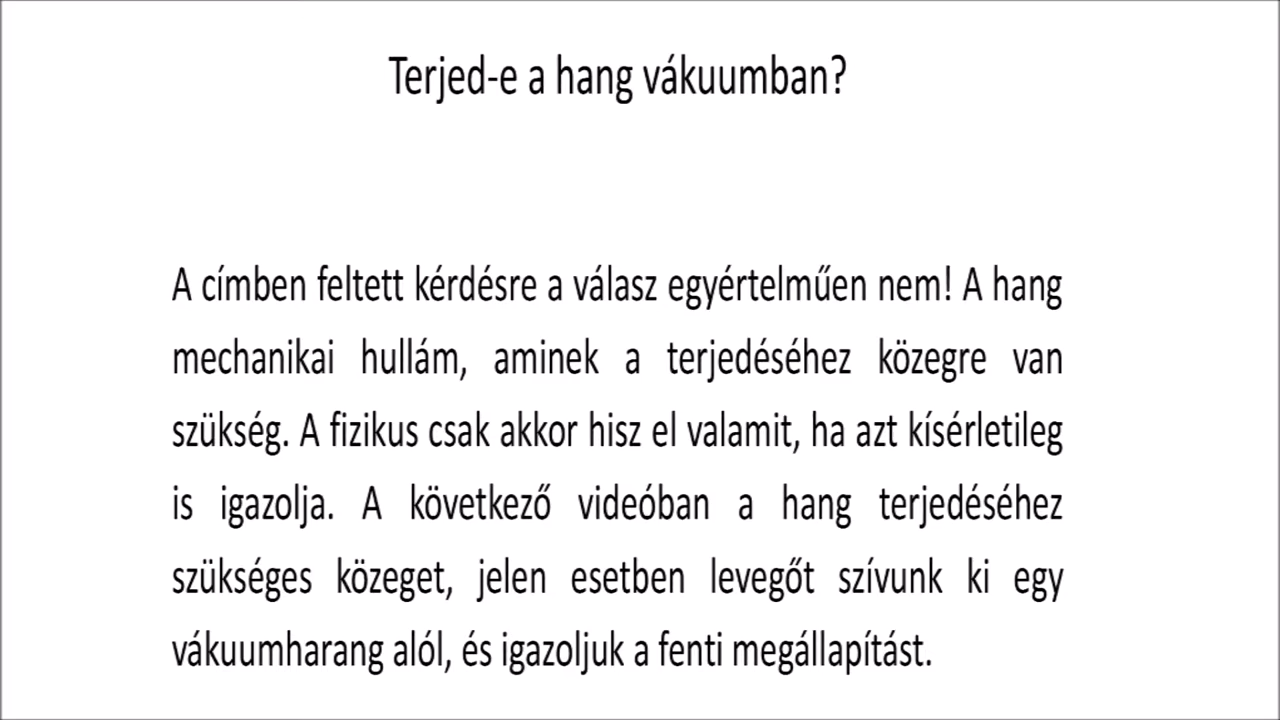 Terjed-e a hang vákuumban?
A címben feltett kérdésre a válasz egyértelműen nem! A hang
mechanikai hullám, aminek a terjedéséhez közegre van
szükség. A fizikus csak akkor hisz el valamit, ha azt kísérletileg
is igazolja. A következő videóban a hang terjedéséhez
szükséges közeget, jelen esetben levegőt szívunk ki egy
vákuumharang alól, és igazoljuk a fenti megállapítást.